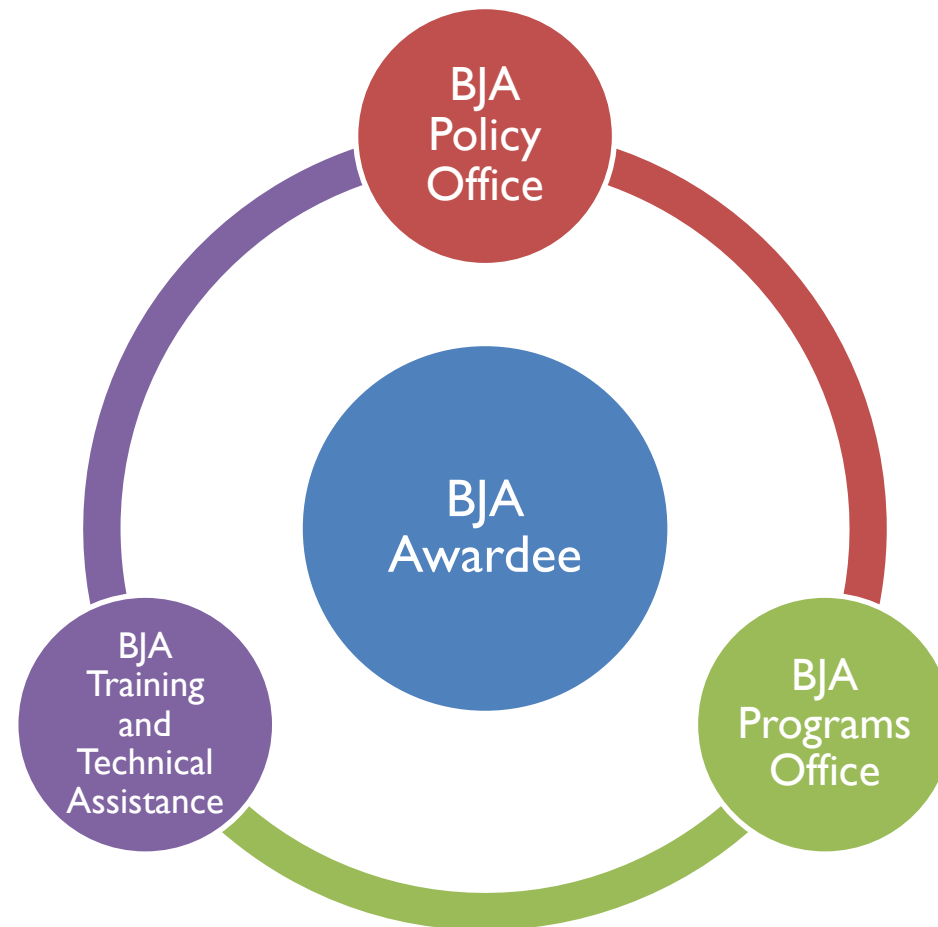 BJA
Policy
Office
BJA
Awardee
BJA
Training
and
Technical
Assistance
BJA
Programs
Office